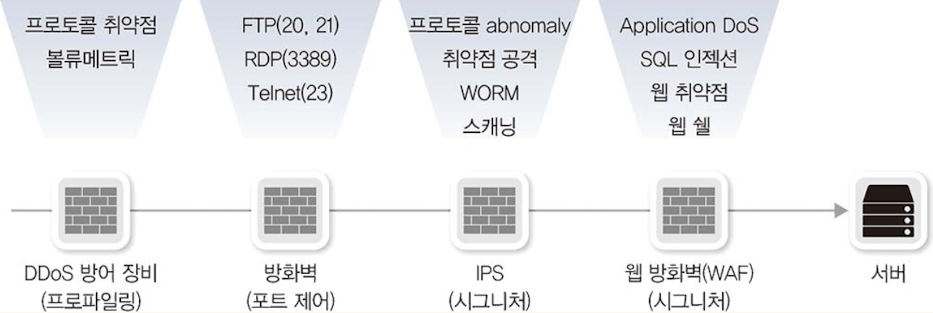 프로토콜 취약점
볼류메트릭
FTP(20, 21)
RDP(3389)
Telnet(23)
프로토콜 abnomaly
취약점 공격
WORM
스캐닝
Application DoS
SQL 인젝션
웹 취약점
웹 쉘
DDoS 방어 장비
(프로파일링)
방화벽
(포트 제어)
IPS
(시그니처)
웹 방화벽(WAF)
(시그니처)
서버